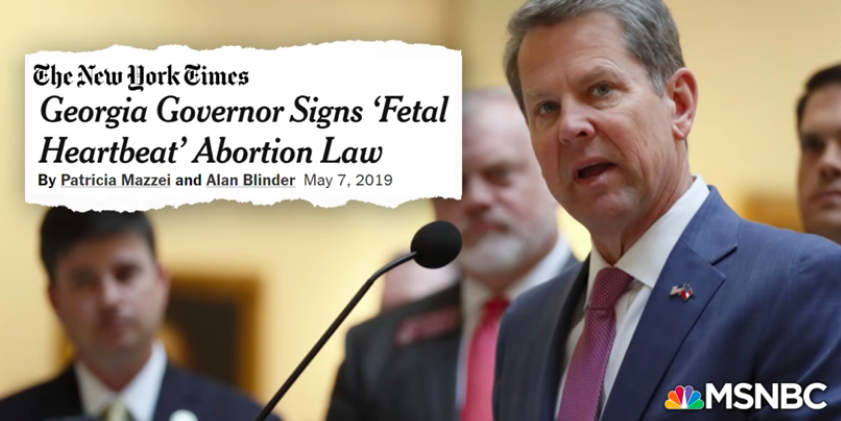 The New York Times
Georgia Governor Signs ‘Fetal
Heartbeat’ Abortion Law
By Patricia Mazzei and Alan Blinder May 7, 2019
MSNBC